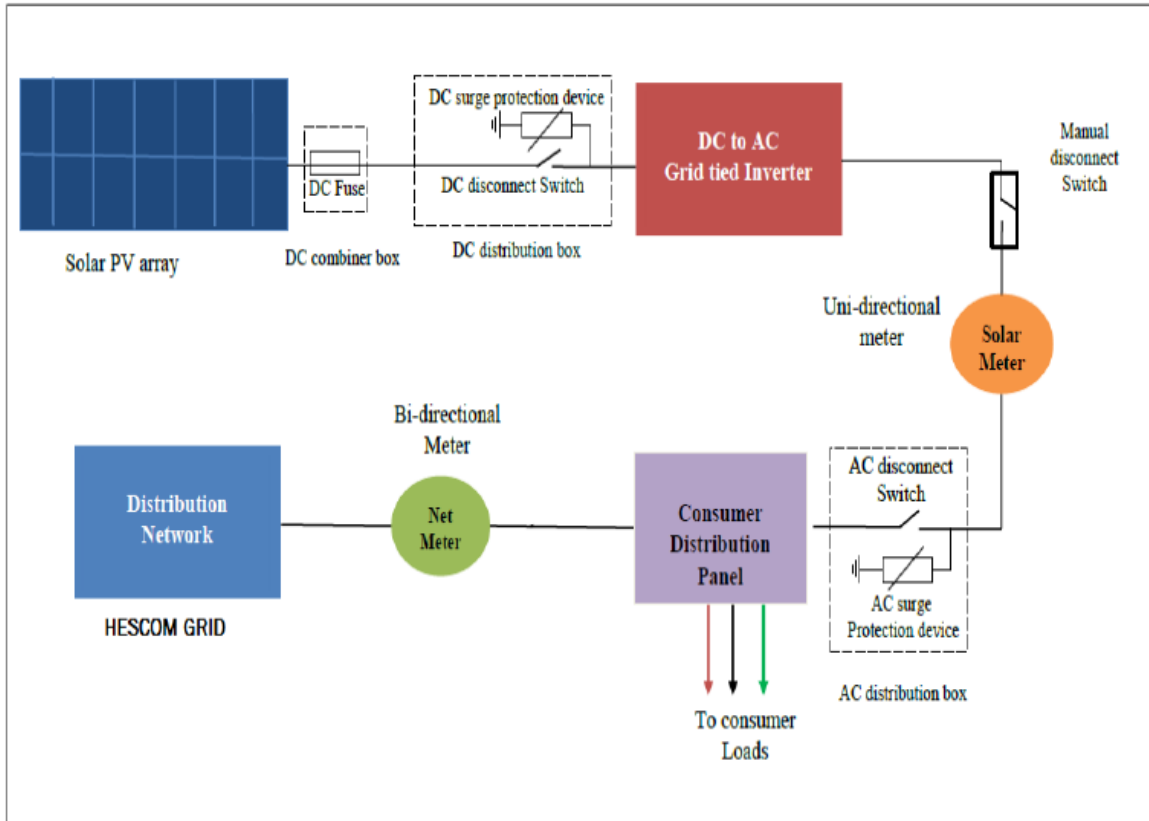 DC surge protection device
DC Fuse
DC disconnect Switch
DC to AC
Grid tied Inverter
Manual
disconnect
Switch
Solar PV array
DC combiner box
DC distribution box
Uni-directional
meter
Solar
Meter
Bi-directional
Meter
Distribution
Network
Net
Meter
Consumer
Distribution
Panel
AC disconnect
Switch
AC surge
Protection device
HESCOM GRID
AC distribution box
To consumer
Loads